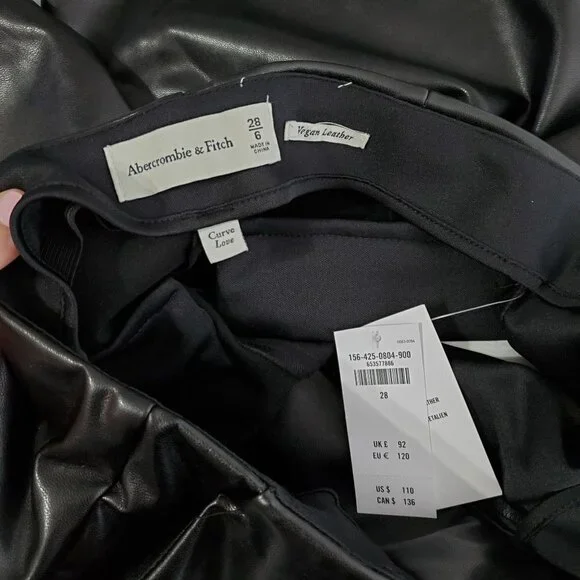 Abercrombie & Fitch
28
6
MADE IN
CHINA
Vegan Leather
Curve
Love
156-425-0804-900
653577866
28
UK £ 92
EU € 120
US $ 110
CAN $ 136